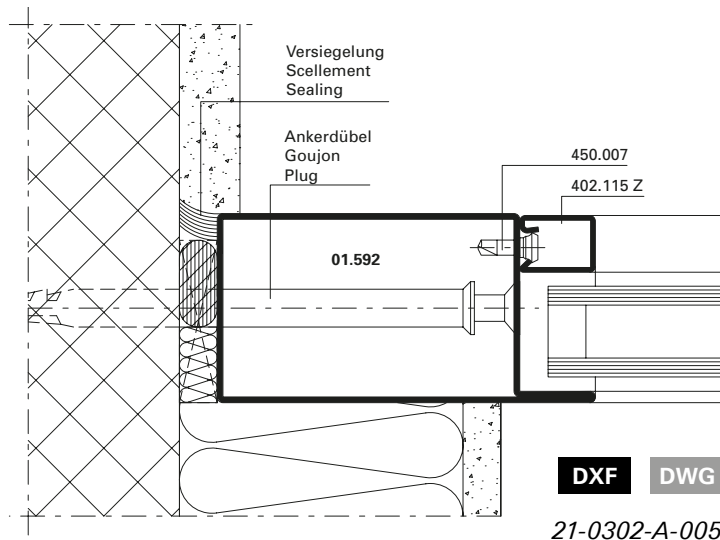 Versiegelung
Scellement
Sealing
Ankerdübel
Goujon
Plug
450.007
402.115 Z
01.592
DXF DWG
21-0302-A-005